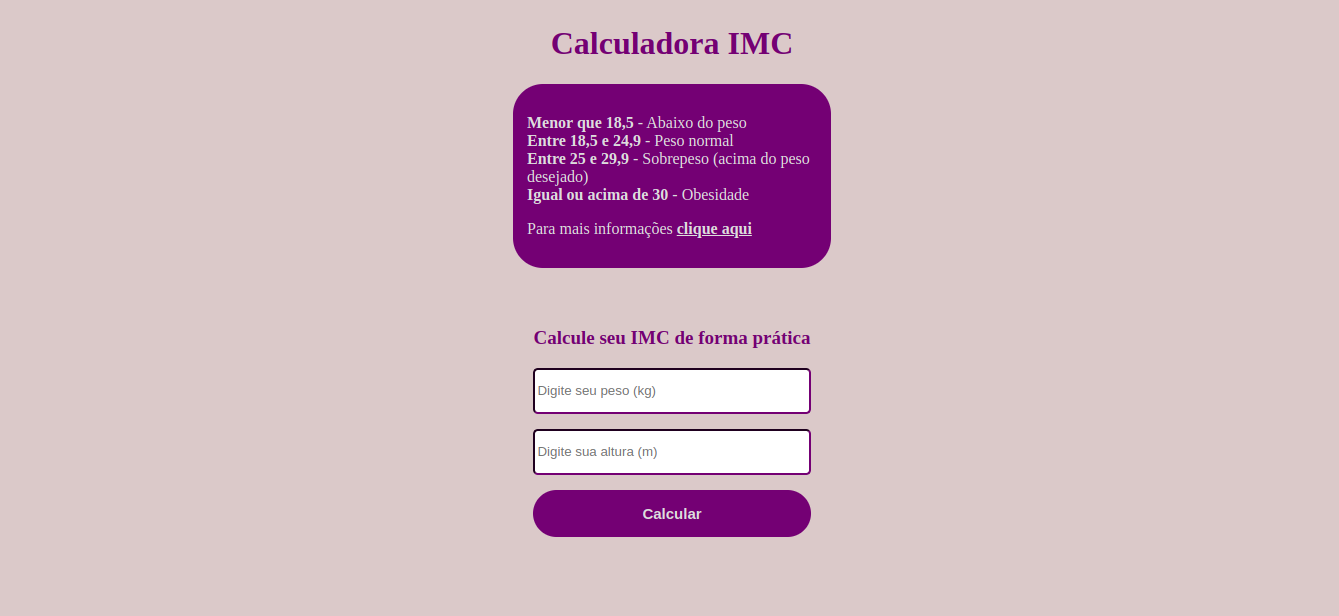 Calculadora IMC
Menor que 18,5 - Abaixo do peso
Entre 18,5 e 24,9 - Peso normal
Entre 25 e 29,9 - Sobrepeso (acima do peso
desejado)
Igual ou acima de 30 - Obesidade
Para mais informações clique aqui
Calcule seu IMC de forma prática
Digite seu peso (kg)
Digite sua altura (m)
Calcular